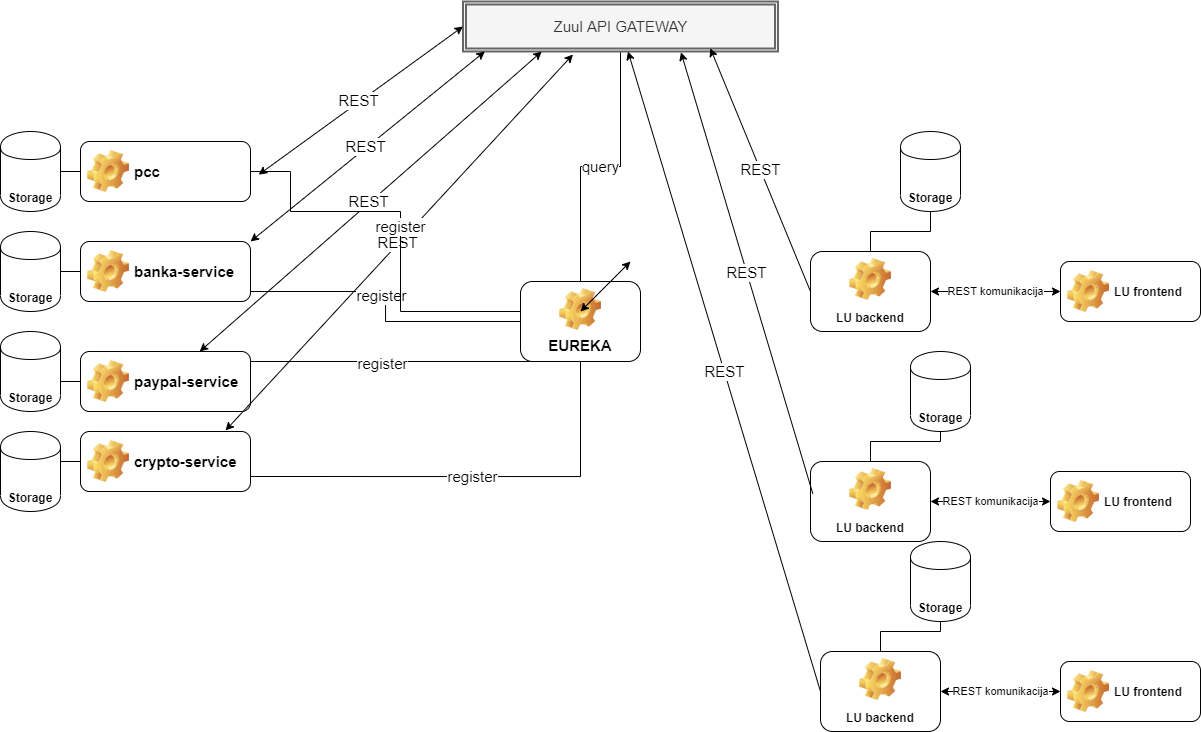 Zuul API GATEWAY
REST
REST
REST
register
REST
query
register
register
register
Storage
pcc
Storage
banka-service
Storage
paypal-service
Storage
crypto-service
EUREKA
REST
REST
REST
Storage
LU backend
REST komunikacija
LU frontend
Storage
LU backend
REST komunikacija
LU frontend
Storage
LU backend
REST komunikacija
LU frontend